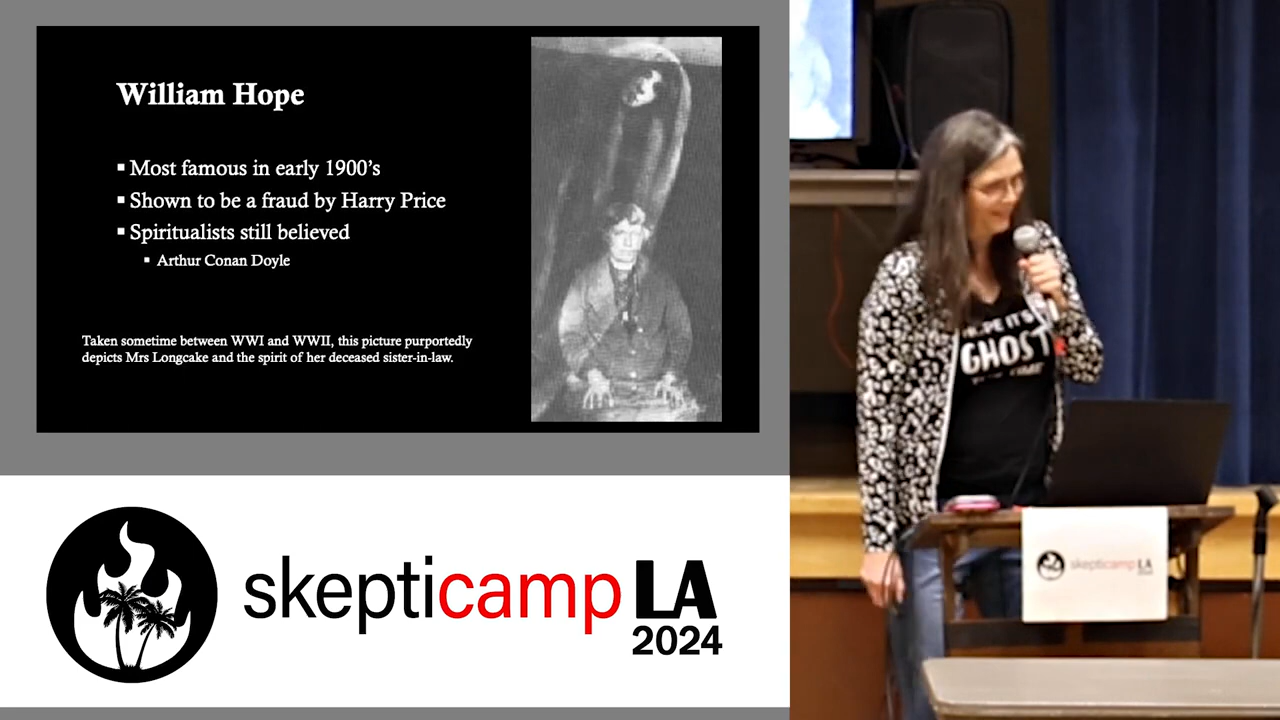 William Hope
▪ Most famous in early 1900's
▪ Shown to be a fraud by Harry Price
▪ Spiritualists still believed
▪ Arthur Conan Doyle
Taken sometime between WWI and WWII, this picture purportedly
depicts Mrs Longcake and the spirit of her deceased sister-in-law.
skepticamp LA
2024
IT'S
GHOST
skepticamp LA